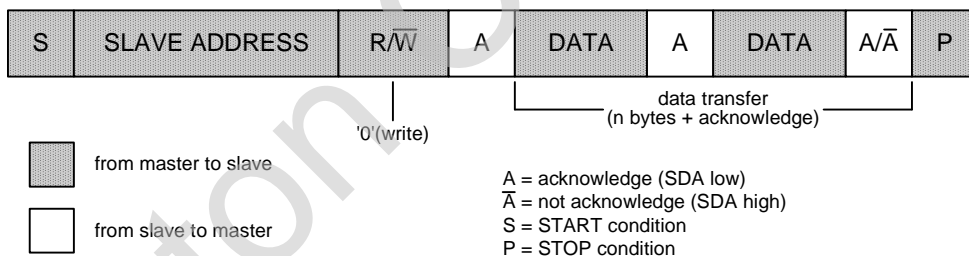 S SLAVE ADDRESS R/W̅ A DATA A DATA A/A̅ P
'0'(write)
data transfer
(n bytes + acknowledge)
from master to slave
from slave to master
A = acknowledge (SDA low)
A̅ = not acknowledge (SDA high)
S = START condition
P = STOP condition